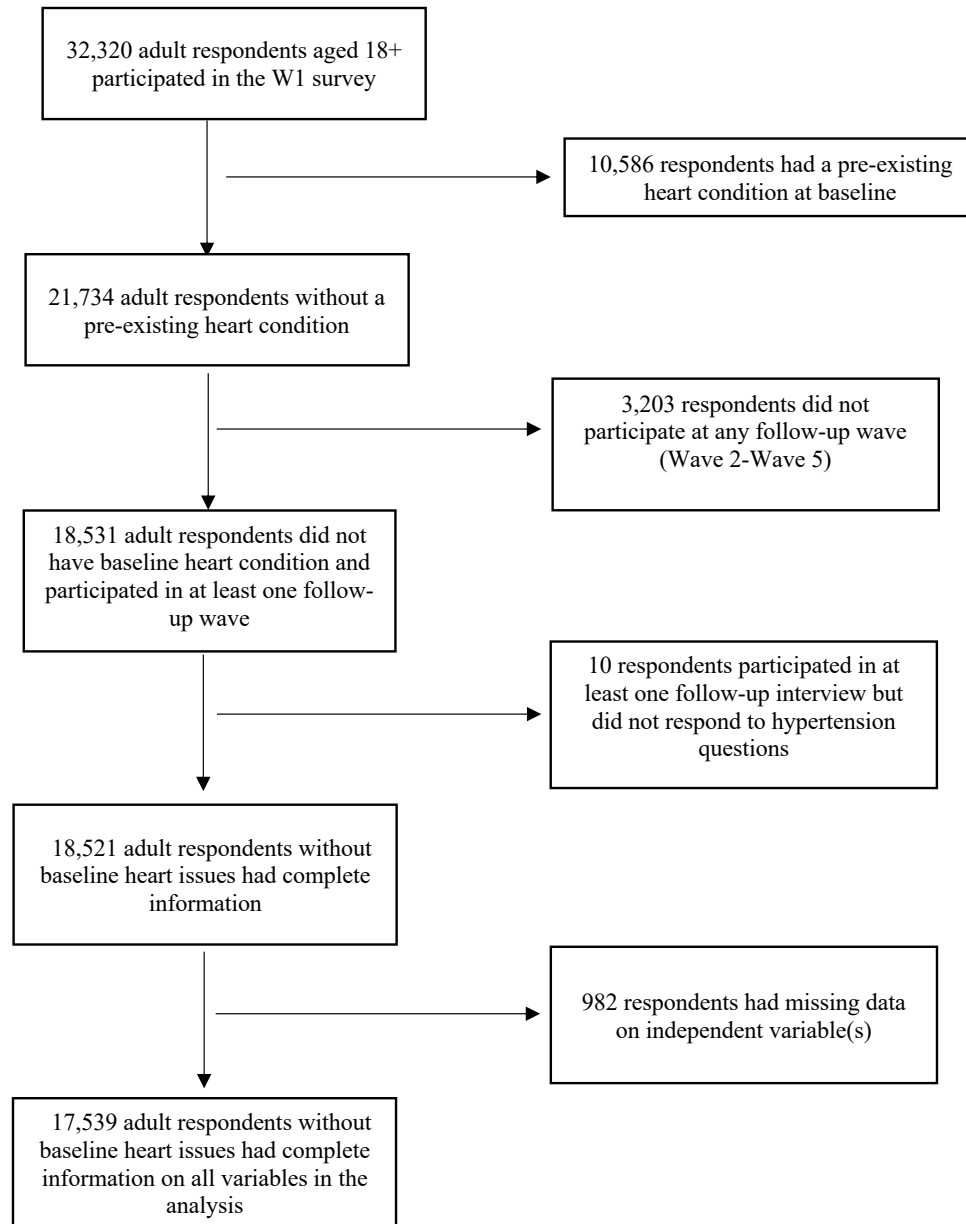 32,320 adult respondents aged 18+
participated in the W1 survey
10,586 respondents had a pre-existing
heart condition at baseline
21,734 adult respondents without a
pre-existing heart condition
3,203 respondents did not
participate at any follow-up wave
(Wave 2-Wave 5)
18,531 adult respondents did not
have baseline heart condition and
participated in at least one follow-
up wave
10 respondents participated in at
least one follow-up interview but
did not respond to hypertension
questions
18,521 adult respondents without
baseline heart issues had complete
information
982 respondents had missing data
on independent variable(s)
17,539 adult respondents without
baseline heart issues had complete
information on all variables in the
analysis